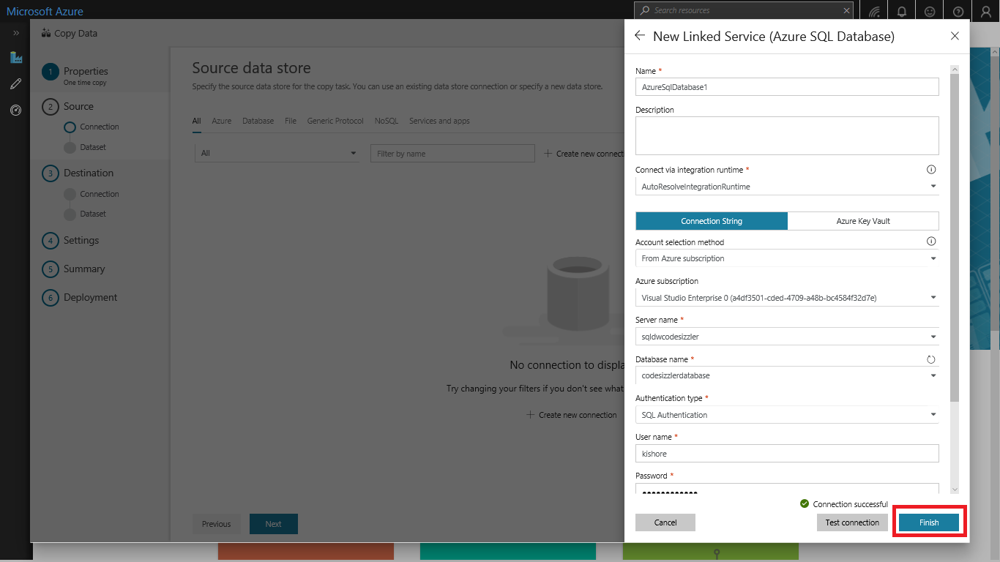 Microsoft Azure
Search resources
Copy Data
1 Properties
One time copy
2 Source
Connection
Dataset
3 Destination
Connection
Dataset
4 Settings
5 Summary
6 Deployment
Source data store
Specify the source data store for the copy task. You can use an existing data store connection or specify a new data store.
All Azure Database File Generic Protocol NoSQL Services and apps
All Filter by name Create new connecti
No connection to displa
Try changing your filters if you don't see what
Create new connection
Previous Next
New Linked Service (Azure SQL Database)
Name *
AzureSqlDatabase1
Description
Connect via integration runtime *
AutoResolveIntegrationRuntime
Connection String Azure Key Vault
Account selection method
From Azure subscription
Azure subscription
Visual Studio Enterprise 0 (a4df3501-cded-4709-a48b-bc4584f32d7e)
Server name *
sqldwcodesizzler
Database name *
codesizzlerdatabase
Authentication type *
SQL Authentication
User name *
kishore
Password *
••••••••••••
Connection successful
Cancel Test connection Finish